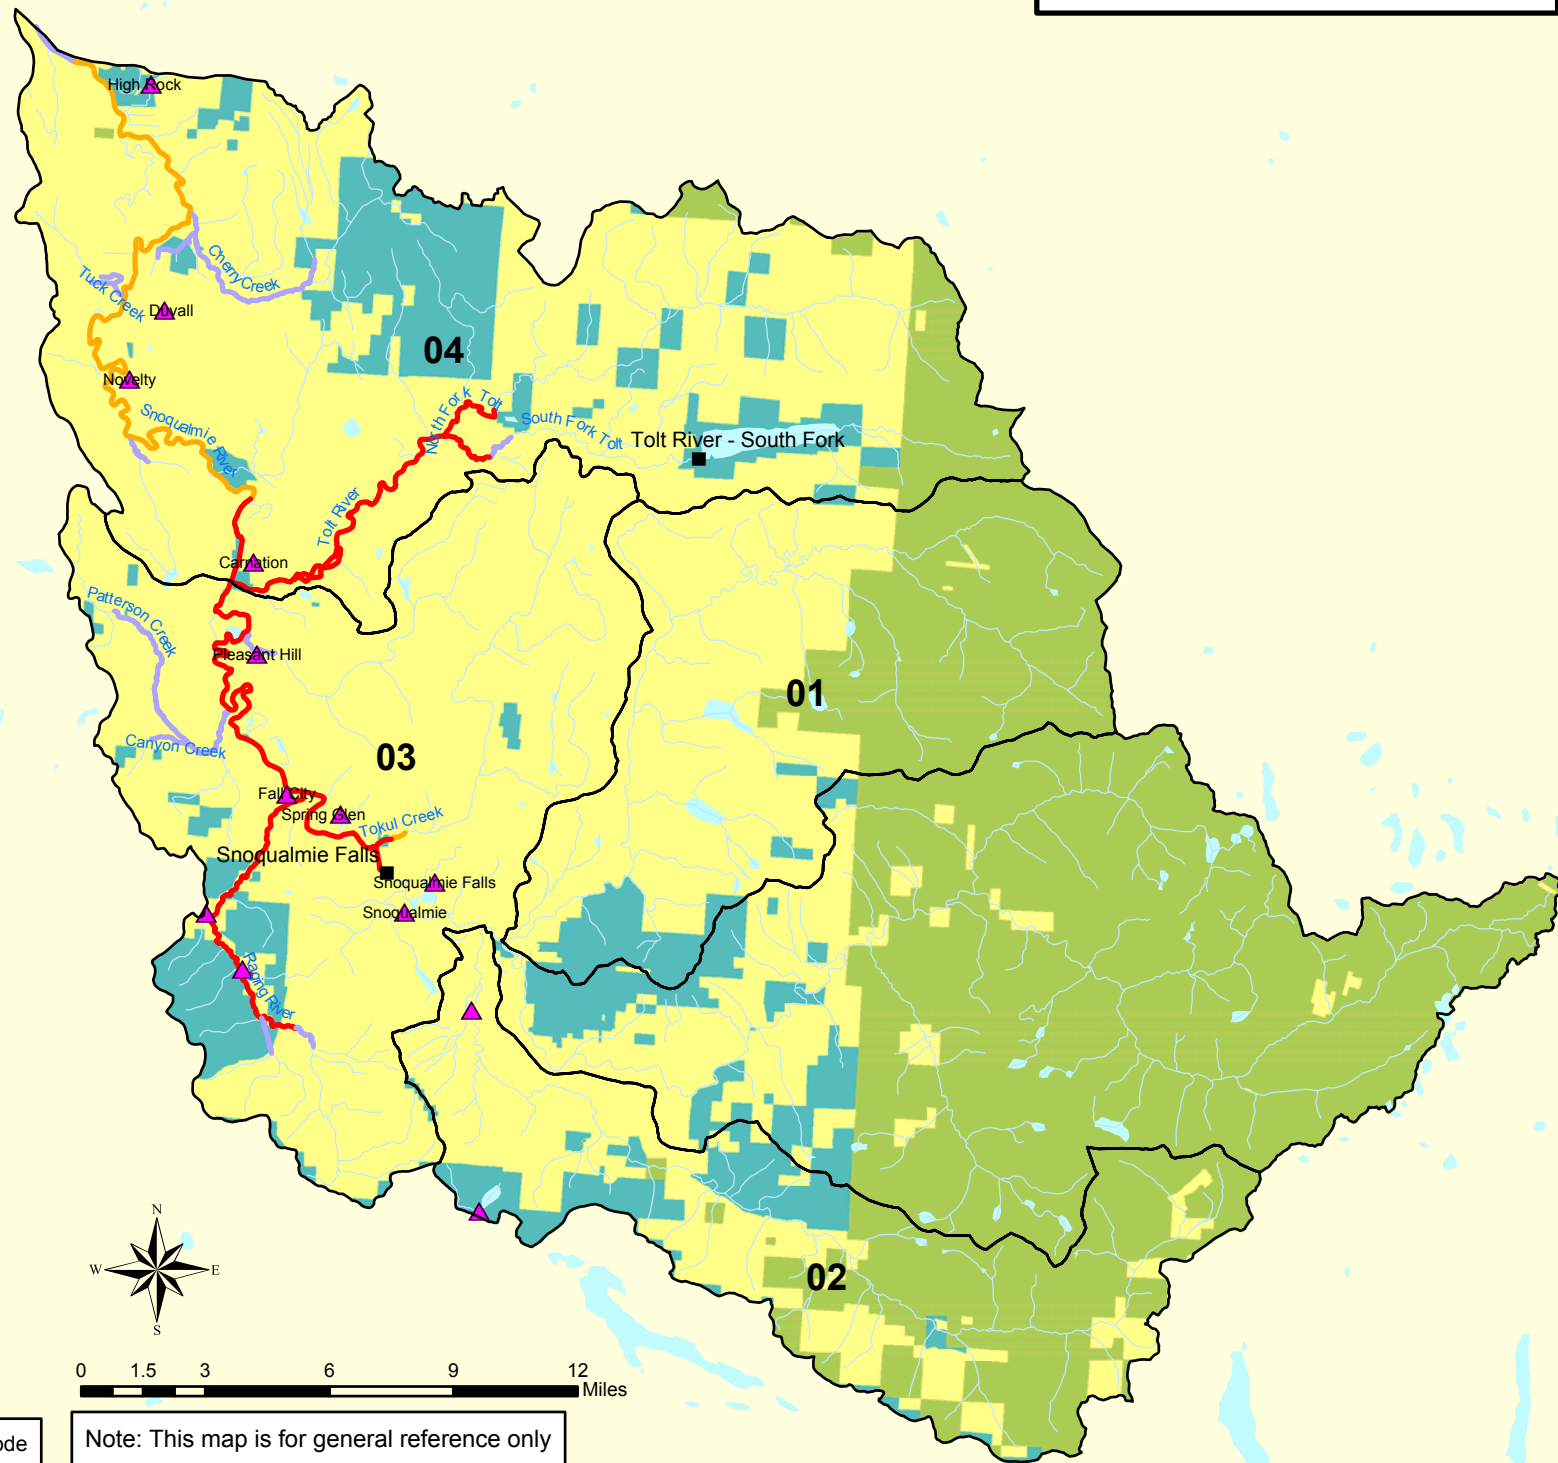 High Rock
Cherry Creek
Tuck Creek
Duvall
04
Novelty
North Fork Tolt
Snoqualmie River
South Fork Tolt
Tolt River - South Fork
Tolt River
Carnation
Patterson Creek
Pleasant Hill
01
Canyon Creek
03
Fall City
Spring Glen
Tokul Creek
Snoqualmie Falls
Snoqualmie Falls
Snoqualmie
Raging River
02
N
W
E
S
0 1.5 3 6 9 12
Miles
ode
Note: This map is for general reference only